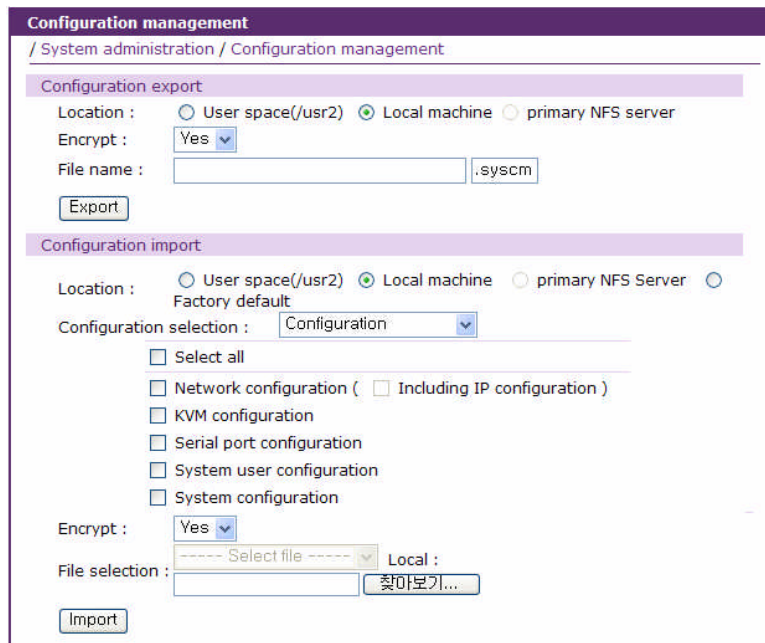 Configuration management
/ System administration / Configuration management
Configuration export
Location : User space(/usr2) Local machine primary NFS server
Encrypt : Yes
File name : .syscm
Export
Configuration import
Location : User space(/usr2) Local machine primary NFS Server
Factory default
Configuration selection : Configuration
Select all
Network configuration ( Including IP configuration )
KVM configuration
Serial port configuration
System user configuration
System configuration
Encrypt : Yes
----- Select file ----- Local :
File selection : 찾아보기...
Import